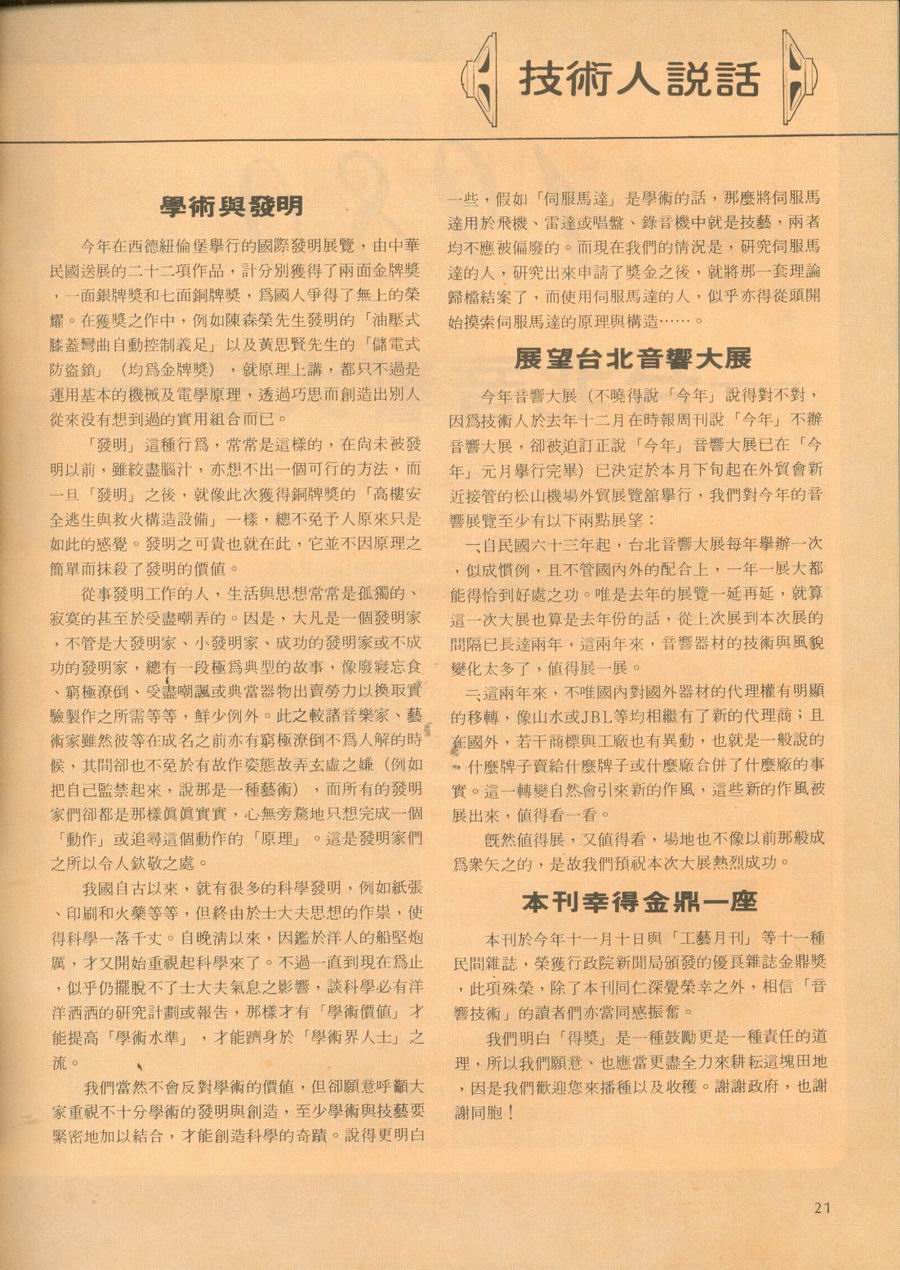 技術人説話
學術與發明
今年在西德紐倫堡舉行的國際發明展覽，由中華
民國送展的二十二項作品，計分別獲得了兩面金牌獎
，一面銀牌獎和七面銅牌獎，爲國人爭得了無上的榮
耀。在獲獎之作中，例如陳森榮先生發明的「油壓式
膝蓋彎曲自動控制義足」以及黃思賢先生的「儲電式
防盜鎖」（均爲金牌獎），就原理上講，都只不過是
運用基本的機械及電學原理，透過巧思而創造出別人
從來没有想到過的實用組合而已。
「發明」這種行爲，常常是這樣的，在尙未被發
明以前，雖絞盡腦汁，亦想不出一個可行的方法，而
一旦「發明」之後，就像此次獲得銅牌獎的「高樓安
全逃生與救火構造設備」一樣，總不免予人原來只是
如此的感覺。發明之可貴也就在此，它並不因原理之
簡單而抹殺了發明的價値。
從事發明工作的人，生活與思想常常是孤獨的、
寂寞的甚至於受盡嘲弄的。因是，大凡是一個發明家
，不管是大發明家、小發明家、成功的發明家或不成
功的發明家，總有一段極爲典型的故事，像廢寢忘食
、窮極潦倒、受盡嘲諷或典當器物出賣勞力以換取實
驗製作之所需等等，鮮少例外。此之較諸音樂家、藝
術家雖然彼等在成名之前亦有窮極潦倒不爲人解的時
候，其間卻也不免於有故作姿態故弄玄虛之嫌（例如
把自己監禁起來，說那是一種藝術），而所有的發明
家們卻都是那樣眞眞實實，心無旁騖地只想完成一個
「動作」或追尋這個動作的「原理」。這是發明家們
之所以令人欽敬之處。
我國自古以來，就有很多的科學發明，例如紙張
、印刷和火藥等等，但終由於士大夫思想的作祟，使
得科學一落千丈。自晚淸以來，因鑑於洋人的船堅炮
厲，才又開始重視起科學來了。不過一直到現在爲止
，似乎仍擺脫不了士大夫氣息之影響，談科學必有洋
洋洒洒的研究計劃或報告，那樣才有「學術價値」才
能提高「學術水準」，才能躋身於「學術界人士」之
流。
我們當然不會反對學術的價値，但卻願意呼籲大
家重視不十分學術的發明與創造，至少學術與技藝要
緊密地加以結合，才能創造科學的奇蹟。說得更明白
一些，假如「伺服馬達」是學術的話，那麼將伺服馬
達用於飛機、雷達或唱盤、錄音機中就是技藝，兩者
均不應被偏廢的。而現在我們的情況是，研究伺服馬
達的人，研究出來申請了獎金之後，就將那一套理論
歸檔結案了，而使用伺服馬達的人，似乎亦得從頭開
始摸索伺服馬達的原理與構造⋯⋯。
展望台北音響大展
今年音響大展（不曉得說「今年」說得對不對，
因爲技術人於去年十二月在時報周刊說「今年」不辦
音響大展，卻被迫訂正說「今年」音響大展已在「今
年」元月舉行完畢）已決定於本月下旬起在外貿會新
近接管的松山機場外貿展覽舘舉行，我們對今年的音
響展覽至少有以下兩點展望：
一、自民國六十三年起，台北音響大展每年舉辦一次
，似成慣例，且不管國內外的配合上，一年一展大都
能得恰到好處之功。唯是去年的展覽一延再延，就算
這一次大展也算是去年份的話，從上次展到本次展的
間隔已長達兩年，這兩年來，音響器材的技術與風貌
變化太多了，値得展一展。
二、這兩年來，不唯國內對國外器材的代理權有明顯
的移轉，像山水或JBL等均相繼有了新的代理商；且
在國外，若干商標與工廠也有異動，也就是一般說的
，什麼牌子賣給什麼牌子或什麼廠合併了什麼廠的事
實。這一轉變自然會引來新的作風，這些新的作風被
展出來，値得看一看。
旣然値得展，又値得看，場地也不像以前那般成
爲衆矢之的，是故我們預祝本次大展熱烈成功。
本刊幸得金鼎一座
本刊於今年十一月十日與「工藝月刊」等十一種
民間雜誌，榮獲行政院新聞局頒發的優良雜誌金鼎獎
，此項殊榮，除了本刊同仁深覺榮幸之外，相信「音
響技術」的讀者們亦當同感振奮。
我們明白「得獎」是一種鼓勵更是一種責任的道
理，所以我們願意、也應當更盡全力來耕耘這塊田地
，因是我們歡迎您來播種以及收穫。謝謝政府，也謝
謝同胞！
21